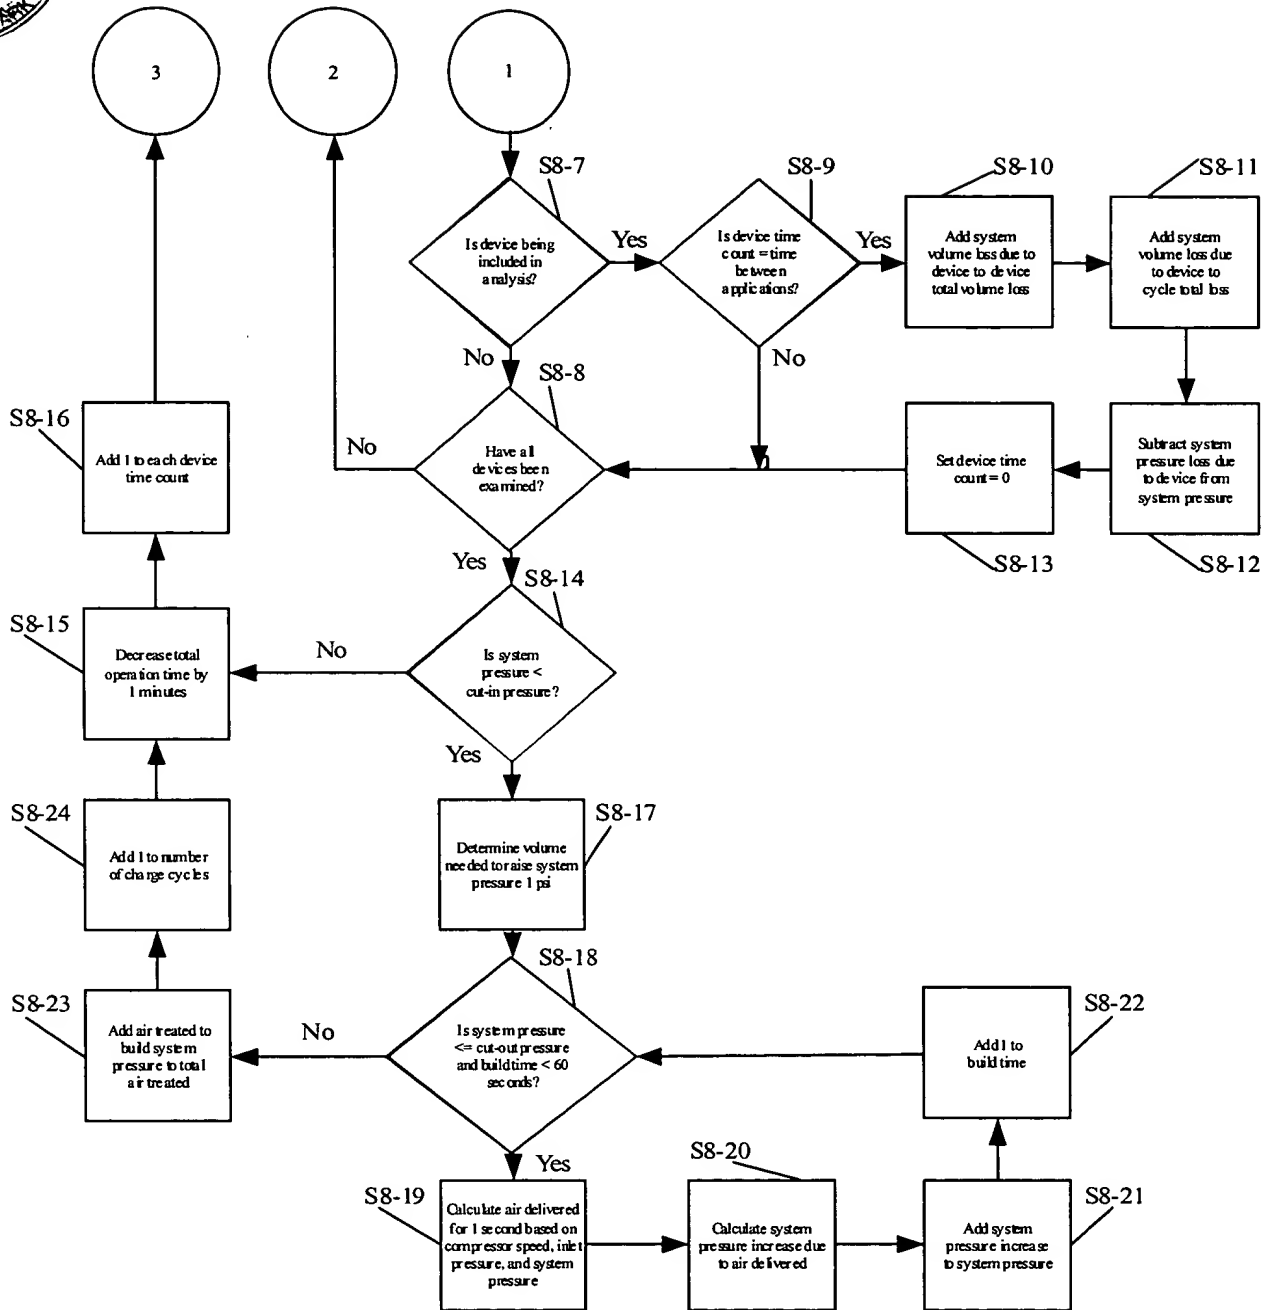 3
2
1
S8-7
Is device being
included in
analysis?
Yes
S8-9
Is device time
count = time
between
applications?
Yes
S8-10
Add system
volume loss due to
device to device
total volume loss
S8-11
Add system
volume loss due
to device to
cycle total loss
No
No
S8-8
Have all
devices been
examined?
No
Set device time
count = 0
S8-13
Subtract system
pressure loss due
to device from
system pressure
S8-12
S8-16
Add 1 to each device
time count
Yes
S8-14
Is system
pressure <
cut-in pressure?
No
S8-15
Decrease total
operation time by
1 minutes
Yes
S8-17
Determine volume
needed to raise system
pressure 1 psi
S8-24
Add 1 to number
of charge cycles
S8-18
Is system pressure
<= cut-out pressure
and build time < 60
seconds?
No
S8-23
Add air treated to
build system
pressure to total
air treated
S8-22
Add 1 to
build time
Yes
S8-19
Calculate air delivered
for 1 second based on
compressor speed, inlet
pressure, and system
pressure
S8-20
Calculate system
pressure increase due
to air delivered
S8-21
Add system
pressure increase
to system pressure